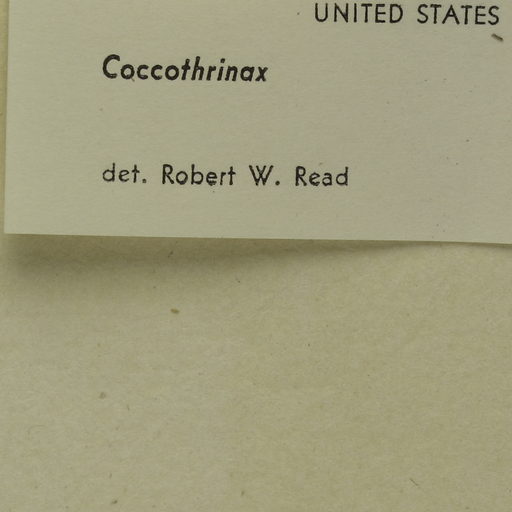 UNITED STATES
Coccothrinax
det. Robert W. Read